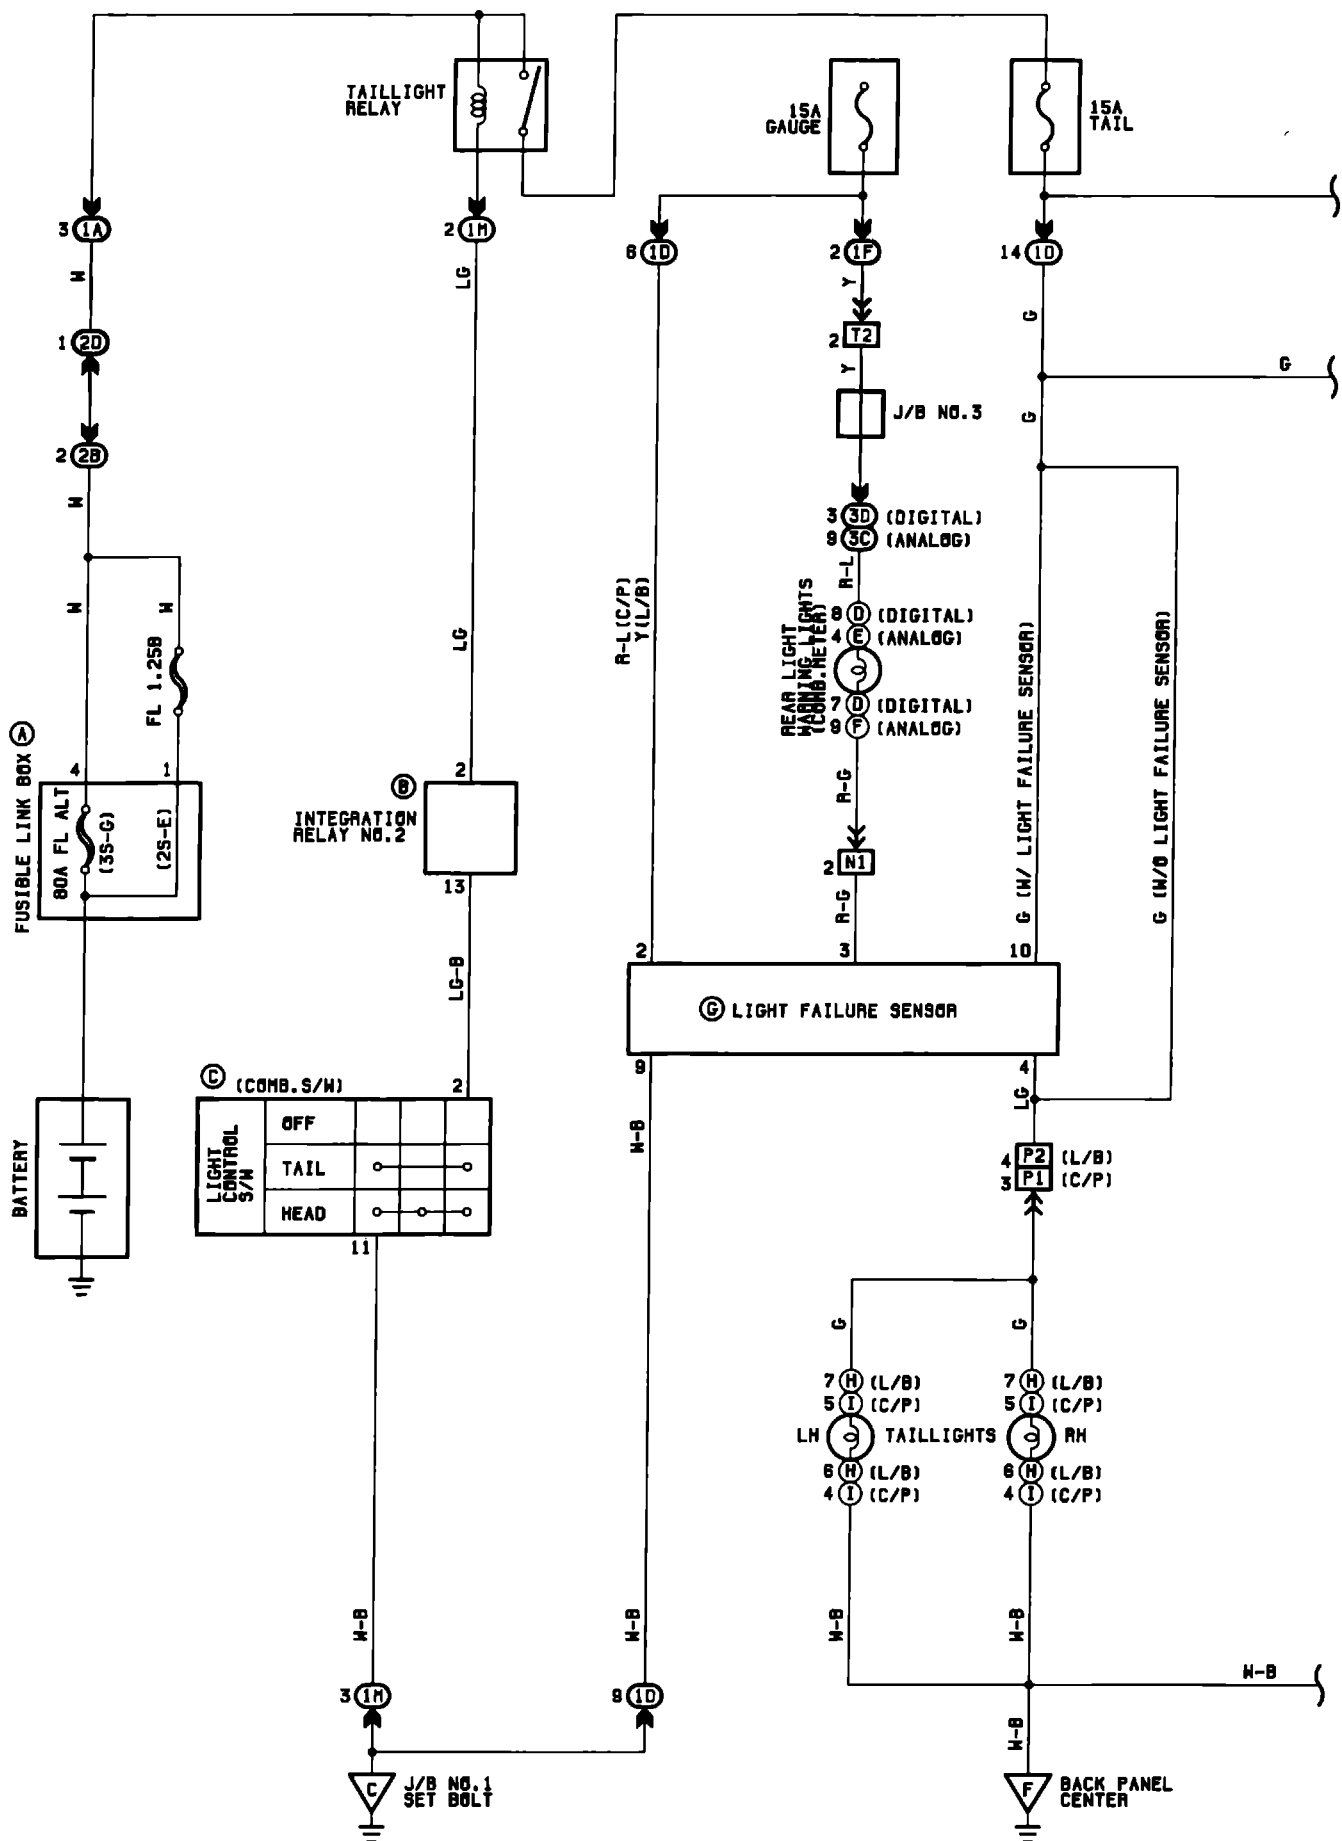 TAILLIGHT
RELAY
15A
GAUGE
15A
TAIL
3 1A
2 1M
6 1D
2 1F
14 1D
W
LG
Y
G
1 2D
2 T2
Y
G
J/B NO.3
G
2 2B
W
3 3D (DIGITAL)
9 3C (ANALOG)
R-L
W
W
R-L(C/P)
Y(L/B)
8 D (DIGITAL)
4 E (ANALOG)
REAR LIGHT
WARNING LIGHTS
(COMB.METER)
7 D (DIGITAL)
9 F (ANALOG)
LG
FL 1.25B
G (W/ LIGHT FAILURE SENSOR)
G (W/O LIGHT FAILURE SENSOR)
A
FUSIBLE LINK BOX
4
1
80A FL ALT
(3S-G)
(2S-E)
B
2
INTEGRATION
RELAY NO.2
13
R-G
2 N1
R-G
LG-B
2
3
10
G LIGHT FAILURE SENSOR
9
4
LG
C (COMB.S/W)
2
LIGHT
CONTROL
S/W
OFF
TAIL
HEAD
11
BATTERY
W-B
4 P2 (L/B)
3 P1 (C/P)
G
G
7 H (L/B)
5 I (C/P)
7 H (L/B)
5 I (C/P)
LH
TAILLIGHTS
RH
6 H (L/B)
4 I (C/P)
6 H (L/B)
4 I (C/P)
W-B
W-B
W-B
W-B
W-B
3 1M
9 1D
W-B
C
J/B NO.1
SET BOLT
F
BACK PANEL
CENTER